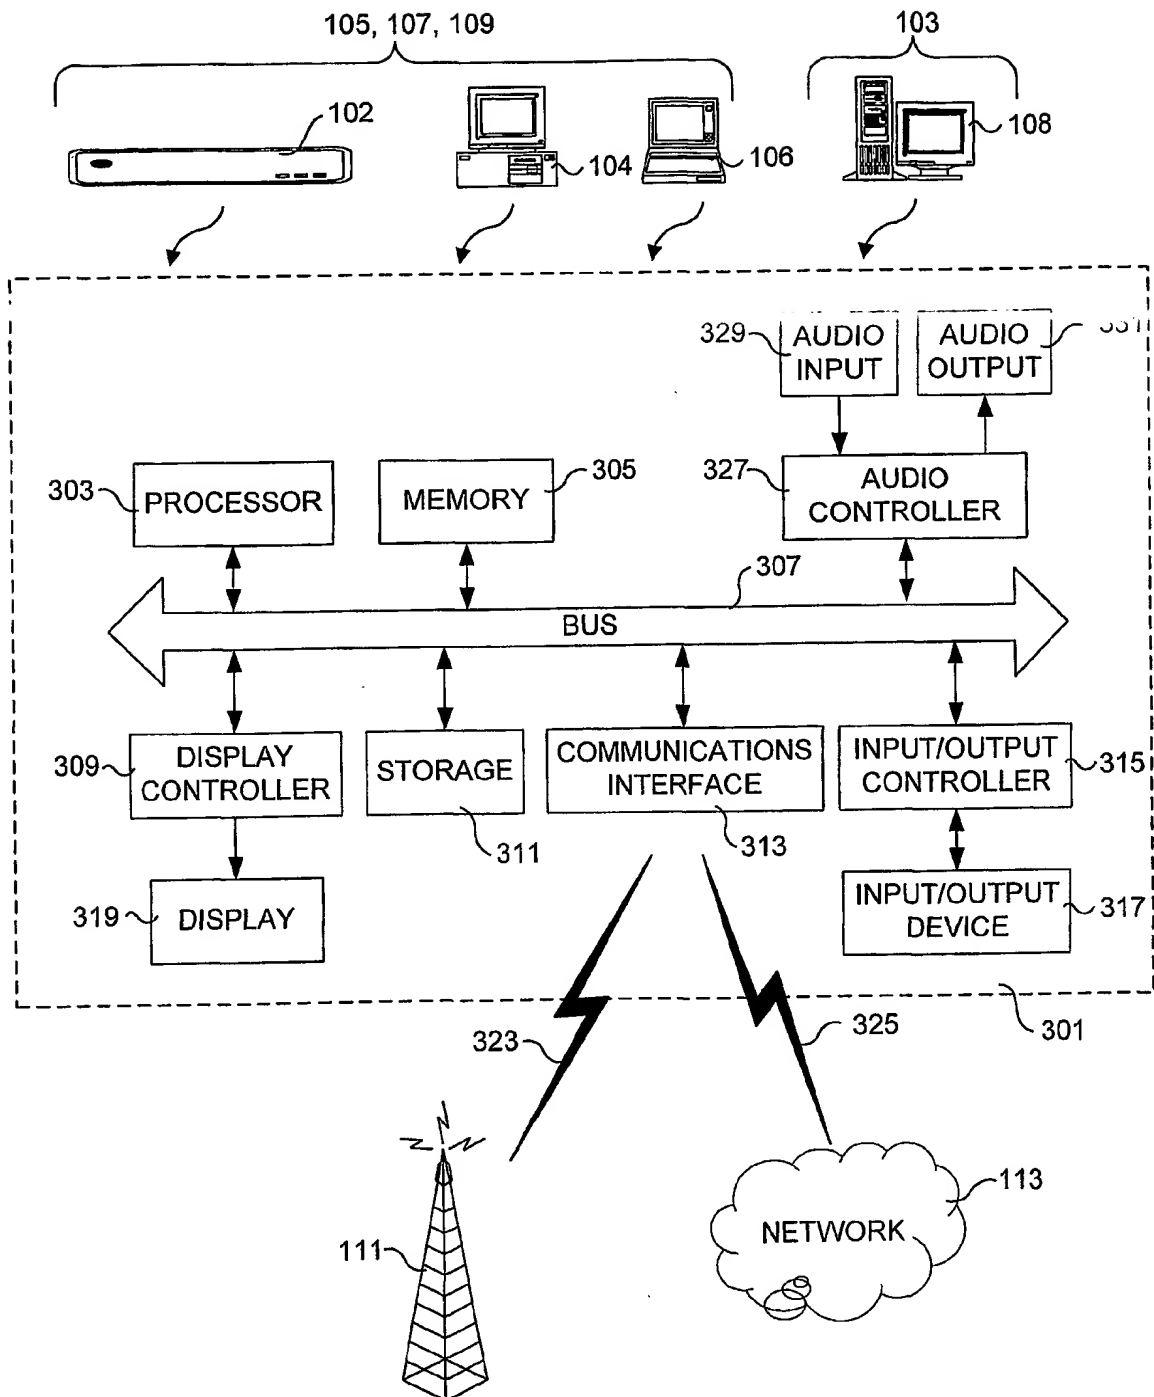 105, 107, 109
103
102
104
106
108
329
AUDIO
INPUT
AUDIO
OUTPUT
303
PROCESSOR
MEMORY
305
327
AUDIO
CONTROLLER
307
BUS
309
DISPLAY
CONTROLLER
STORAGE
311
COMMUNICATIONS
INTERFACE
313
INPUT/OUTPUT
CONTROLLER
315
319
DISPLAY
INPUT/OUTPUT
DEVICE
317
323
325
301
111
113
NETWORK